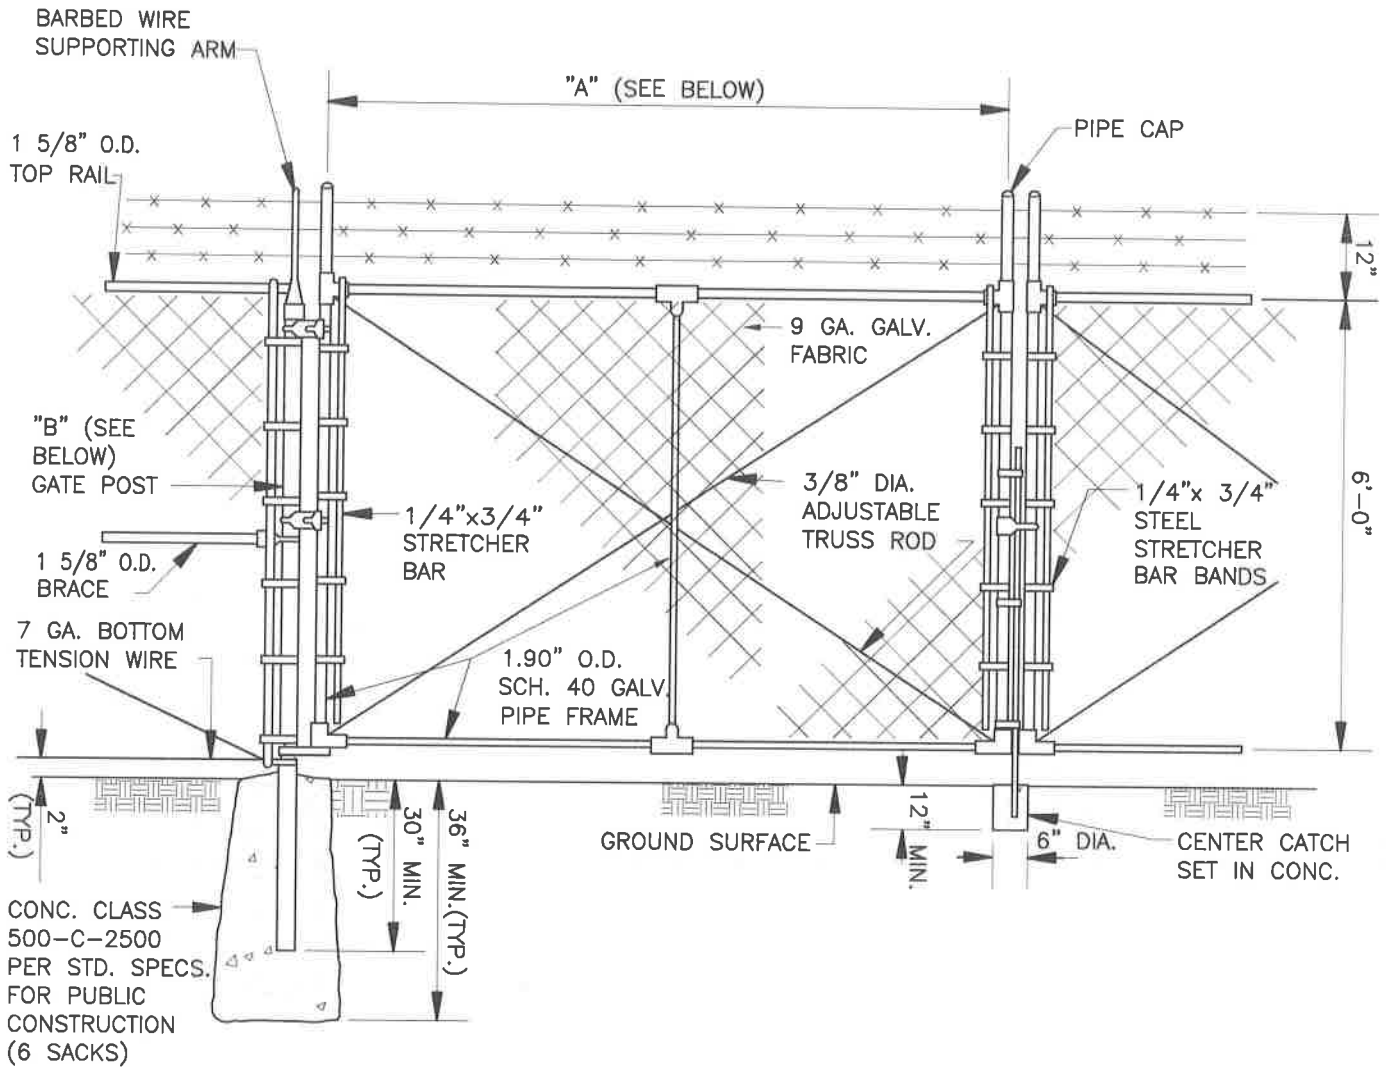 BARBED WIRE
SUPPORTING ARM
"A" (SEE BELOW)
PIPE CAP
1 5/8" O.D.
TOP RAIL
12"
9 GA. GALV.
FABRIC
"B" (SEE
BELOW)
GATE POST
1/4"x3/4"
STRETCHER
BAR
3/8" DIA.
ADJUSTABLE
TRUSS ROD
1/4"x 3/4"
STEEL
STRETCHER
BAR BANDS
6'-0"
1 5/8" O.D.
BRACE
7 GA. BOTTOM
TENSION WIRE
1.90" O.D.
SCH. 40 GALV.
PIPE FRAME
2"
(TYP.)
30" MIN.
(TYP.)
36" MIN.(TYP.)
GROUND SURFACE
12" MIN.
6" DIA.
CENTER CATCH
SET IN CONC.
CONC. CLASS
500-C-2500
PER STD. SPECS.
FOR PUBLIC
CONSTRUCTION
(6 SACKS)